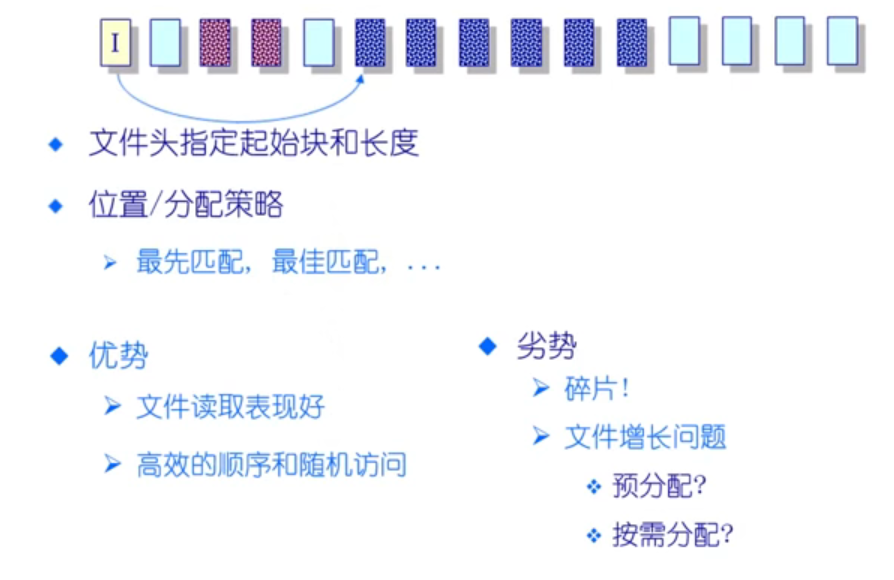 I
文件头指定起始块和长度
位置/分配策略
最先匹配, 最佳匹配, ...
优势
文件读取表现好
高效的顺序和随机访问
劣势
碎片!
文件增长问题
预分配?
按需分配?